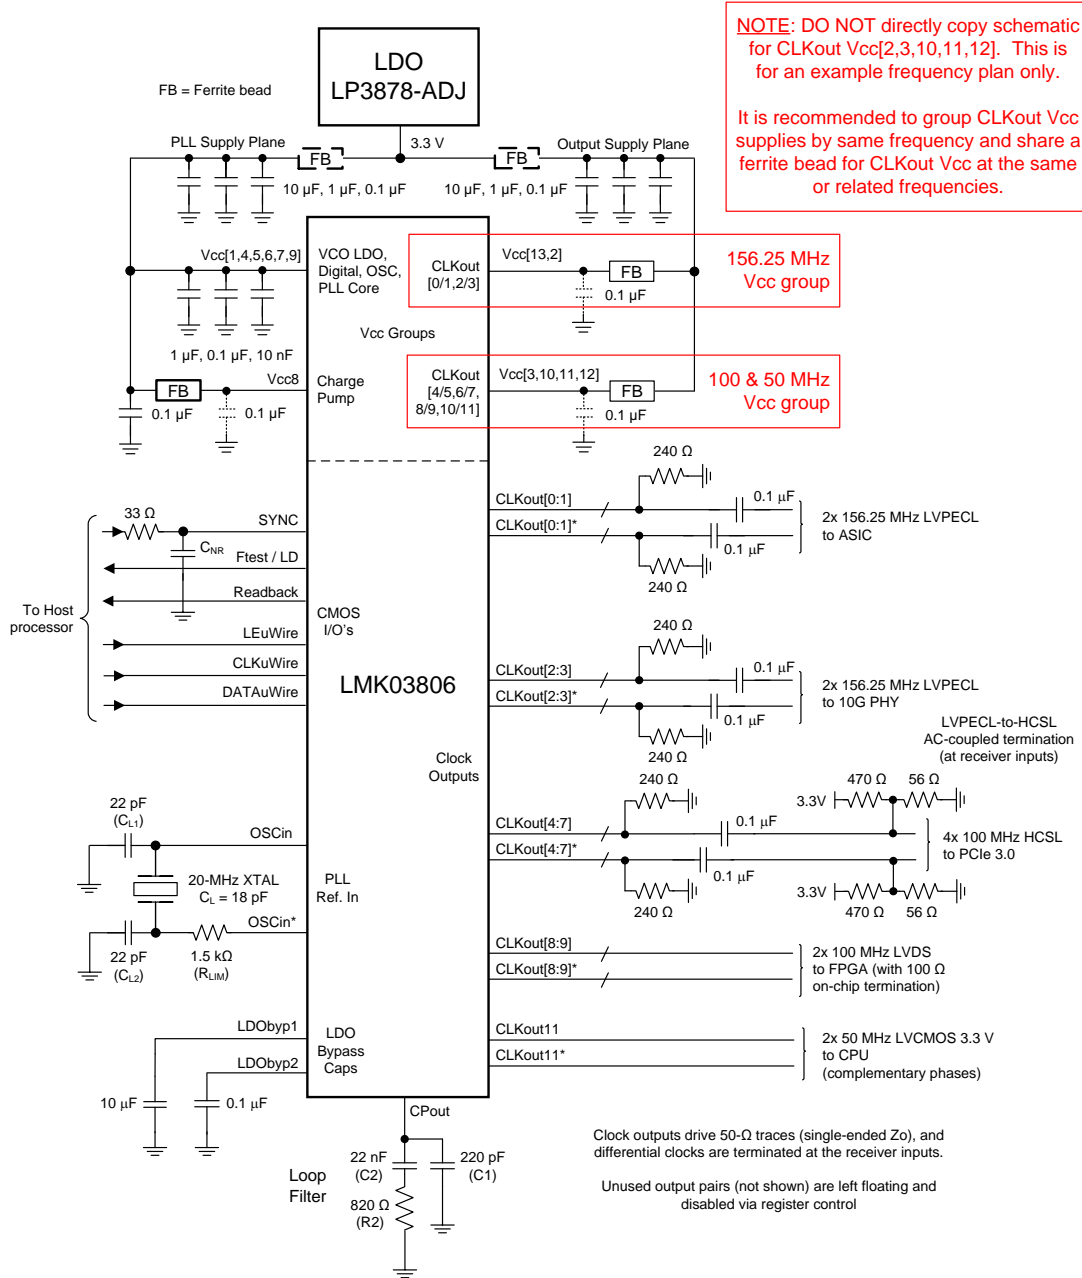 NOTE: DO NOT directly copy schematic
for CLKout Vcc[2,3,10,11,12]. This is
for an example frequency plan only.
It is recommended to group CLKout Vcc
supplies by same frequency and share a
ferrite bead for CLKout Vcc at the same
or related frequencies.
LDO
LP3878-ADJ
FB = Ferrite bead
3.3 V
PLL Supply Plane
FB
FB
Output Supply Plane
10 µF, 1 µF, 0.1 µF
10 µF, 1 µF, 0.1 µF
Vcc[1,4,5,6,7,9]
VCO LDO,
Digital, OSC,
PLL Core
CLKout
[0/1,2/3]
Vcc[13,2]
FB
0.1 µF
156.25 MHz
Vcc group
Vcc Groups
1 µF, 0.1 µF, 10 nF
Vcc8
FB
0.1 µF
0.1 µF
Charge
Pump
CLKout
[4/5,6/7,
8/9,10/11]
Vcc[3,10,11,12]
FB
0.1 µF
100 & 50 MHz
Vcc group
33 Ω
SYNC
CNR
Ftest / LD
Readback
To Host
processor
LEuWire
CLKuWire
DATAuWire
CMOS
I/O's
LMK03806
240 Ω
CLKout[0:1]
CLKout[0:1]*
0.1 µF
0.1 µF
240 Ω
2x 156.25 MHz LVPECL
to ASIC
240 Ω
CLKout[2:3]
CLKout[2:3]*
0.1 µF
0.1 µF
240 Ω
2x 156.25 MHz LVPECL
to 10G PHY
LVPECL-to-HCSL
AC-coupled termination
(at receiver inputs)
Clock
Outputs
240 Ω
CLKout[4:7]
CLKout[4:7]*
0.1 µF
0.1 µF
240 Ω
470 Ω
56 Ω
3.3V
3.3V
470 Ω
56 Ω
4x 100 MHz HCSL
to PCIe 3.0
22 pF
(CL1)
OSCin
20-MHz XTAL
CL = 18 pF
PLL
Ref. In
OSCin*
22 pF
(CL2)
1.5 kΩ
(RLIM)
CLKout[8:9]
CLKout[8:9]*
2x 100 MHz LVDS
to FPGA (with 100 Ω
on-chip termination)
LDObyp1
LDObyp2
LDO
Bypass
Caps
10 µF
0.1 µF
CLKout11
CLKout11*
2x 50 MHz LVCMOS 3.3 V
to CPU
(complementary phases)
CPout
Loop
Filter
22 nF
(C2)
220 pF
(C1)
820 Ω
(R2)
Clock outputs drive 50-Ω traces (single-ended Zo), and
differential clocks are terminated at the receiver inputs.
Unused output pairs (not shown) are left floating and
disabled via register control